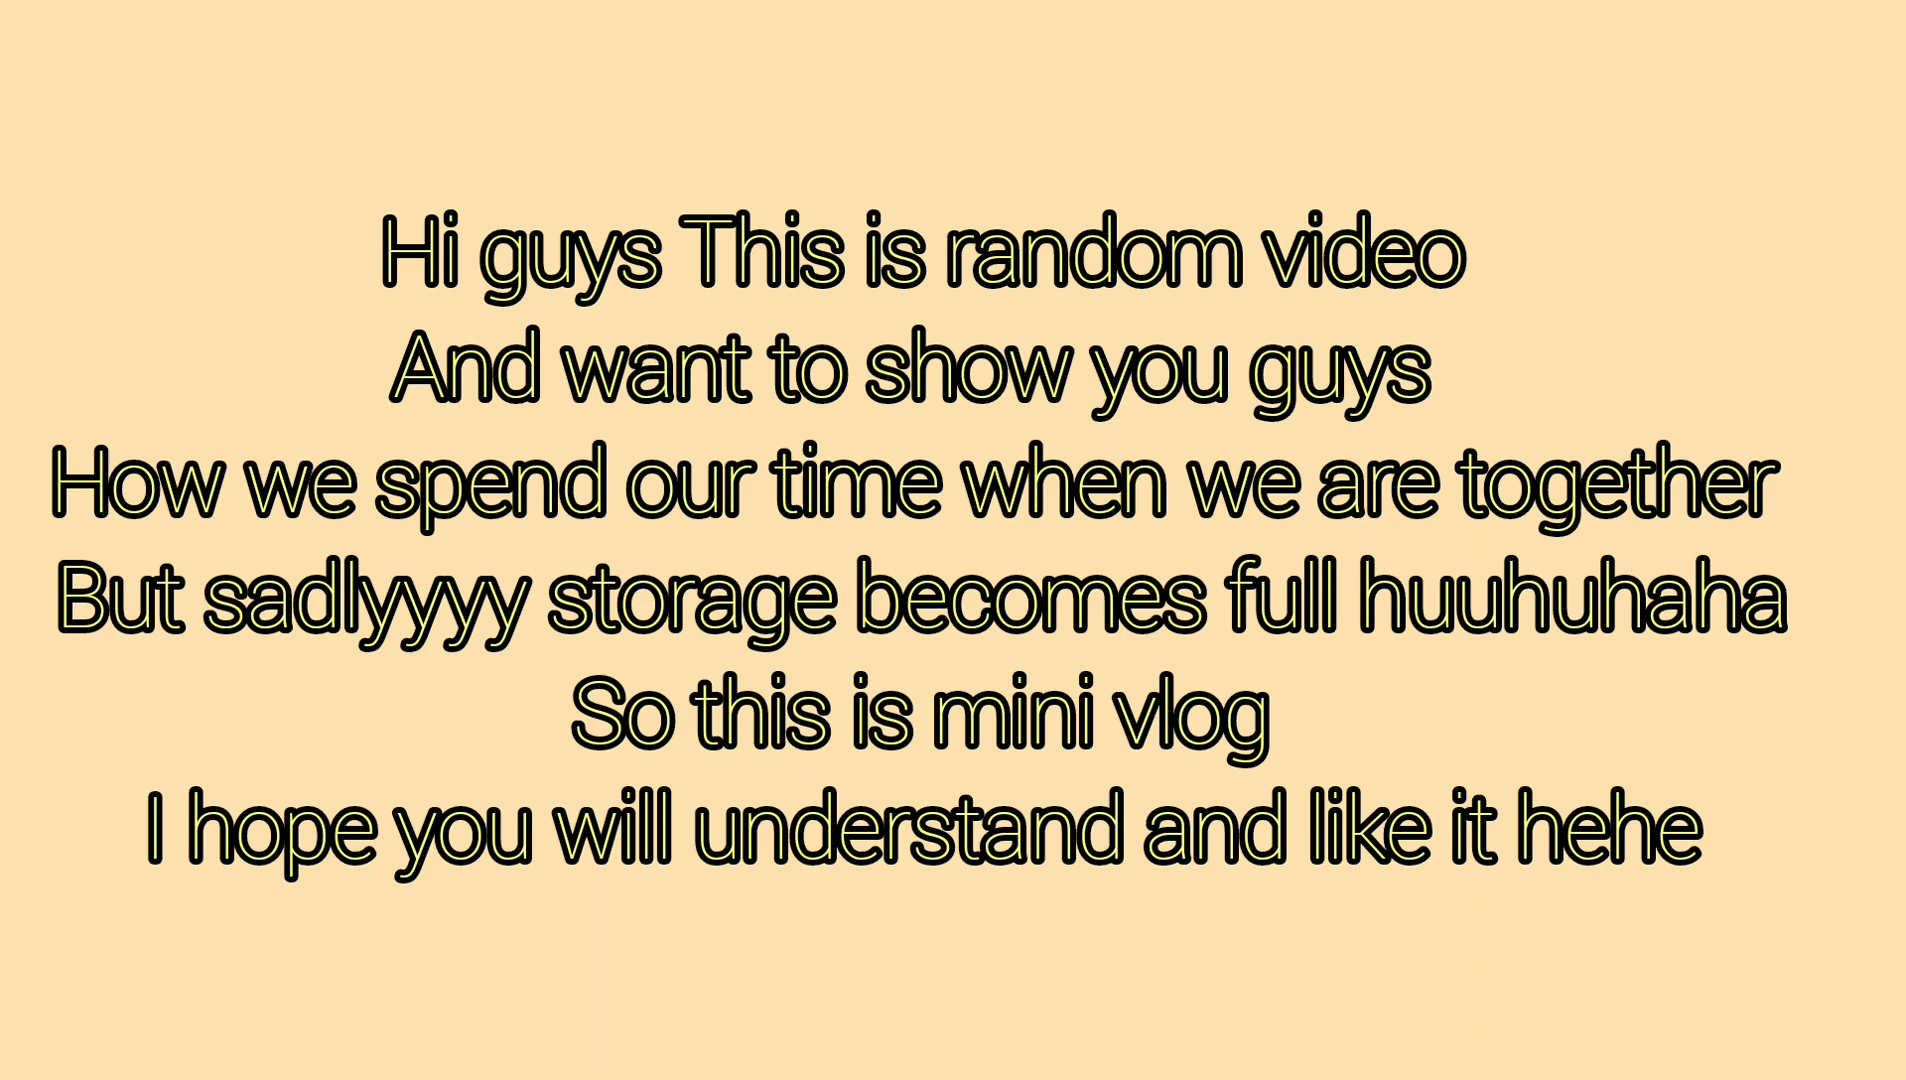 Hi guys This is random video
And want to show you guys
How we spend our time when we are together
But sadlyyyy storage becomes full huuhuhaha
So this is mini vlog
I hope you will understand and like it hehe